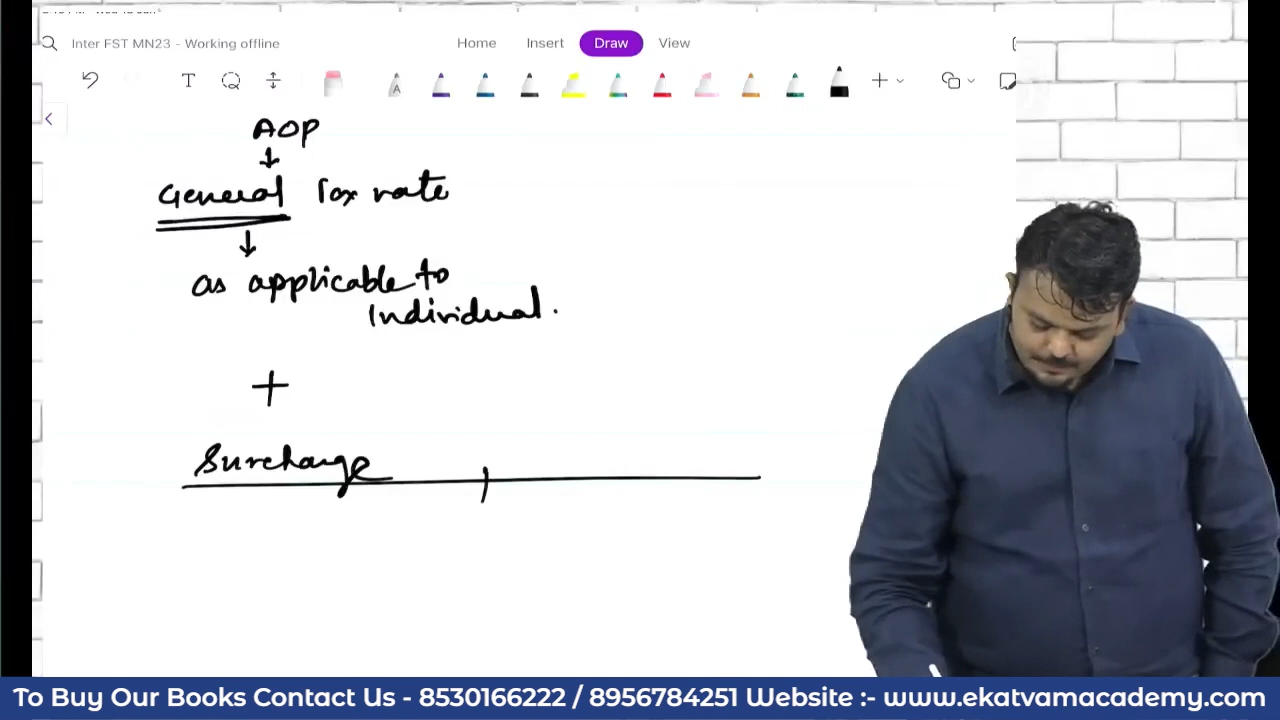 Inter FST MN23 - Working offline
Home Insert Draw View
T
A
AOP
General Tax rate
as applicable to
Individual.
+
Surcharge
To Buy Our Books Contact Us - 8530166222 / 8956784251 Website :- www.ekatvamacademy.com